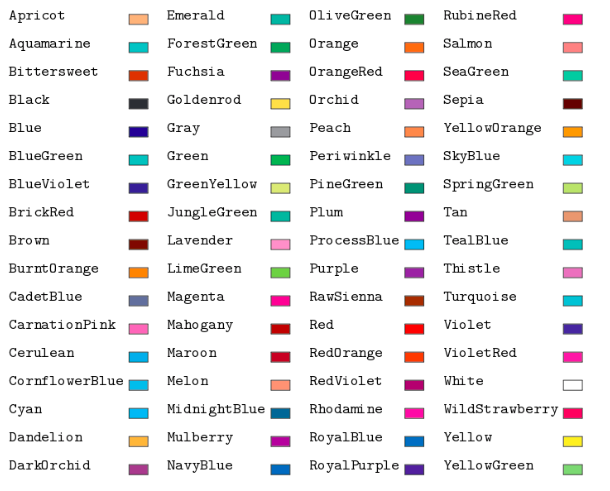 Apricot Emerald OliveGreen RubineRed
Aquamarine ForestGreen Orange Salmon
Bittersweet Fuchsia OrangeRed SeaGreen
Black Goldenrod Orchid Sepia
Blue Gray Peach YellowOrange
BlueGreen Green Periwinkle SkyBlue
BlueViolet GreenYellow PineGreen SpringGreen
BrickRed JungleGreen Plum Tan
Brown Lavender ProcessBlue TealBlue
BurntOrange LimeGreen Purple Thistle
CadetBlue Magenta RawSienna Turquoise
CarnationPink Mahogany Red Violet
Cerulean Maroon RedOrange VioletRed
CornflowerBlue Melon RedViolet White
Cyan MidnightBlue Rhodamine WildStrawberry
Dandelion Mulberry RoyalBlue Yellow
DarkOrchid NavyBlue RoyalPurple YellowGreen